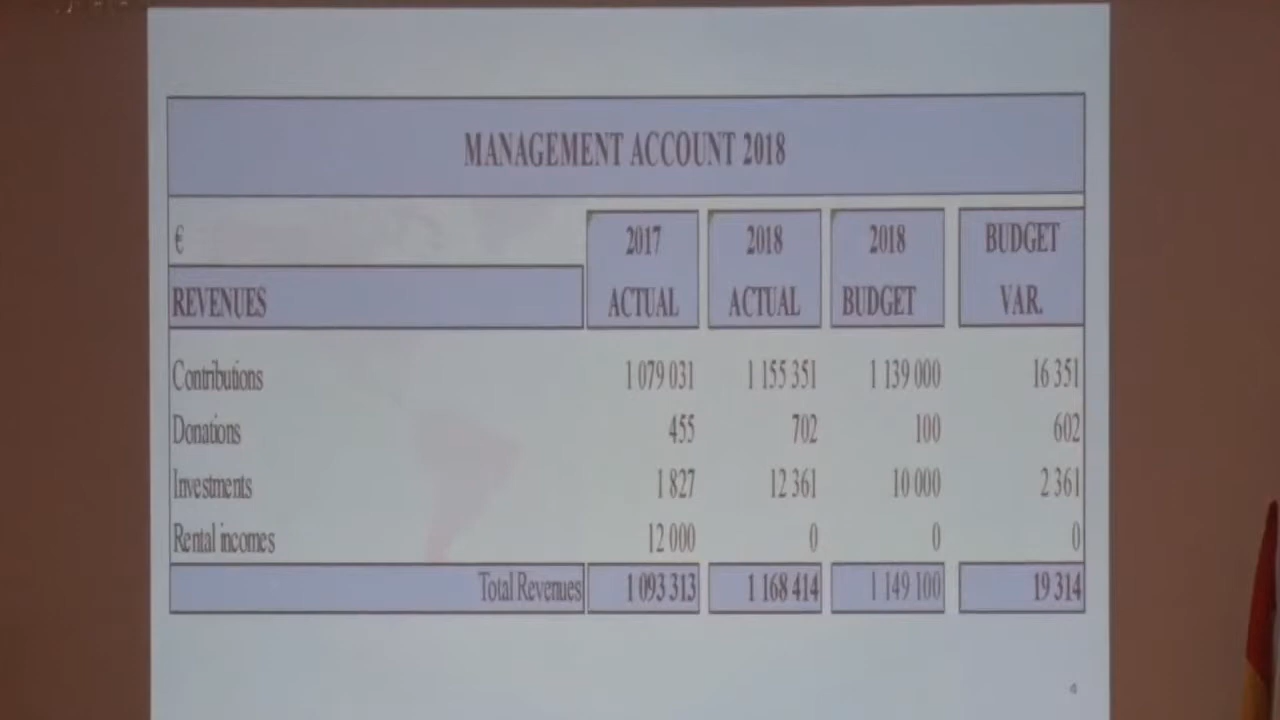 MANAGEMENT ACCOUNT 2018
€ 2017 2018 2018 BUDGET
REVENUES ACTUAL ACTUAL BUDGET VAR.
Contributions 1 079 031 1 155 351 1 139 000 16 351
Donations 455 702 100 602
Investments 1 827 12 361 10 000 2 361
Rental incomes 12 000 0 0 0
Total Revenues 1 093 313 1 168 414 1 149 100 19 314
4